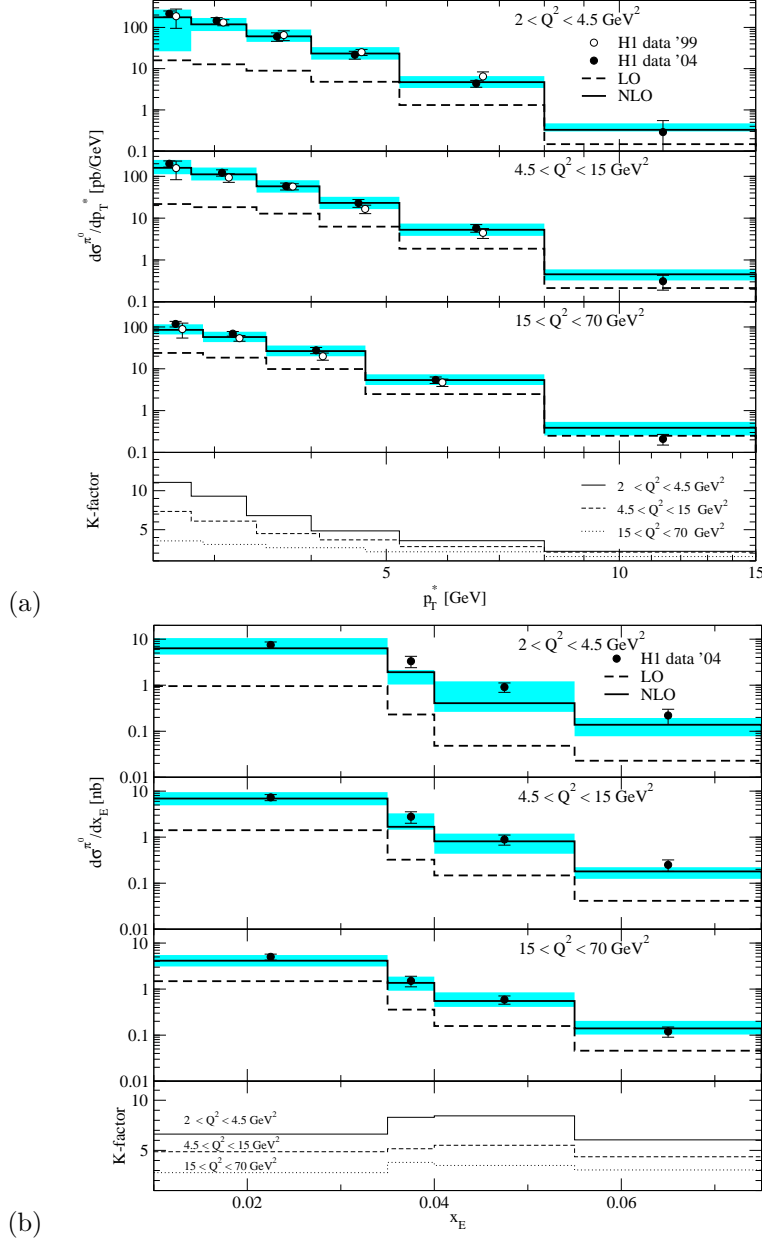 2 < Q² < 4.5 GeV²
H1 data '99
H1 data '04
LO
NLO
100
10
1
0.1
4.5 < Q² < 15 GeV²
100
10
1
0.1
dσ^π⁰/dp_T* [pb/GeV]
15 < Q² < 70 GeV²
100
10
1
0.1
K-factor
10
5
2 < Q² < 4.5 GeV²
4.5 < Q² < 15 GeV²
15 < Q² < 70 GeV²
5
10
15
p_T* [GeV]
(a)
2 < Q² < 4.5 GeV²
H1 data '04
LO
NLO
10
1
0.1
0.01
4.5 < Q² < 15 GeV²
10
1
0.1
0.01
dσ^π⁰/dx_E [nb]
15 < Q² < 70 GeV²
10
1
0.1
0.01
K-factor
10
5
2 < Q² < 4.5 GeV²
4.5 < Q² < 15 GeV²
15 < Q² < 70 GeV²
0.02
0.04
0.06
x_E
(b)